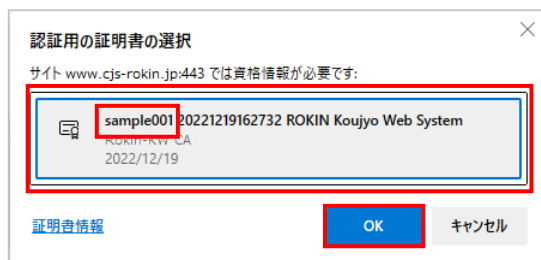 認証用の証明書の選択
サイト www.cjs-rokin.jp:443 では資格情報が必要です:
sample001 20221219162732 ROKIN Koujyo Web System
Rokin-KW CA
2022/12/19
証明書情報
OK
キャンセル